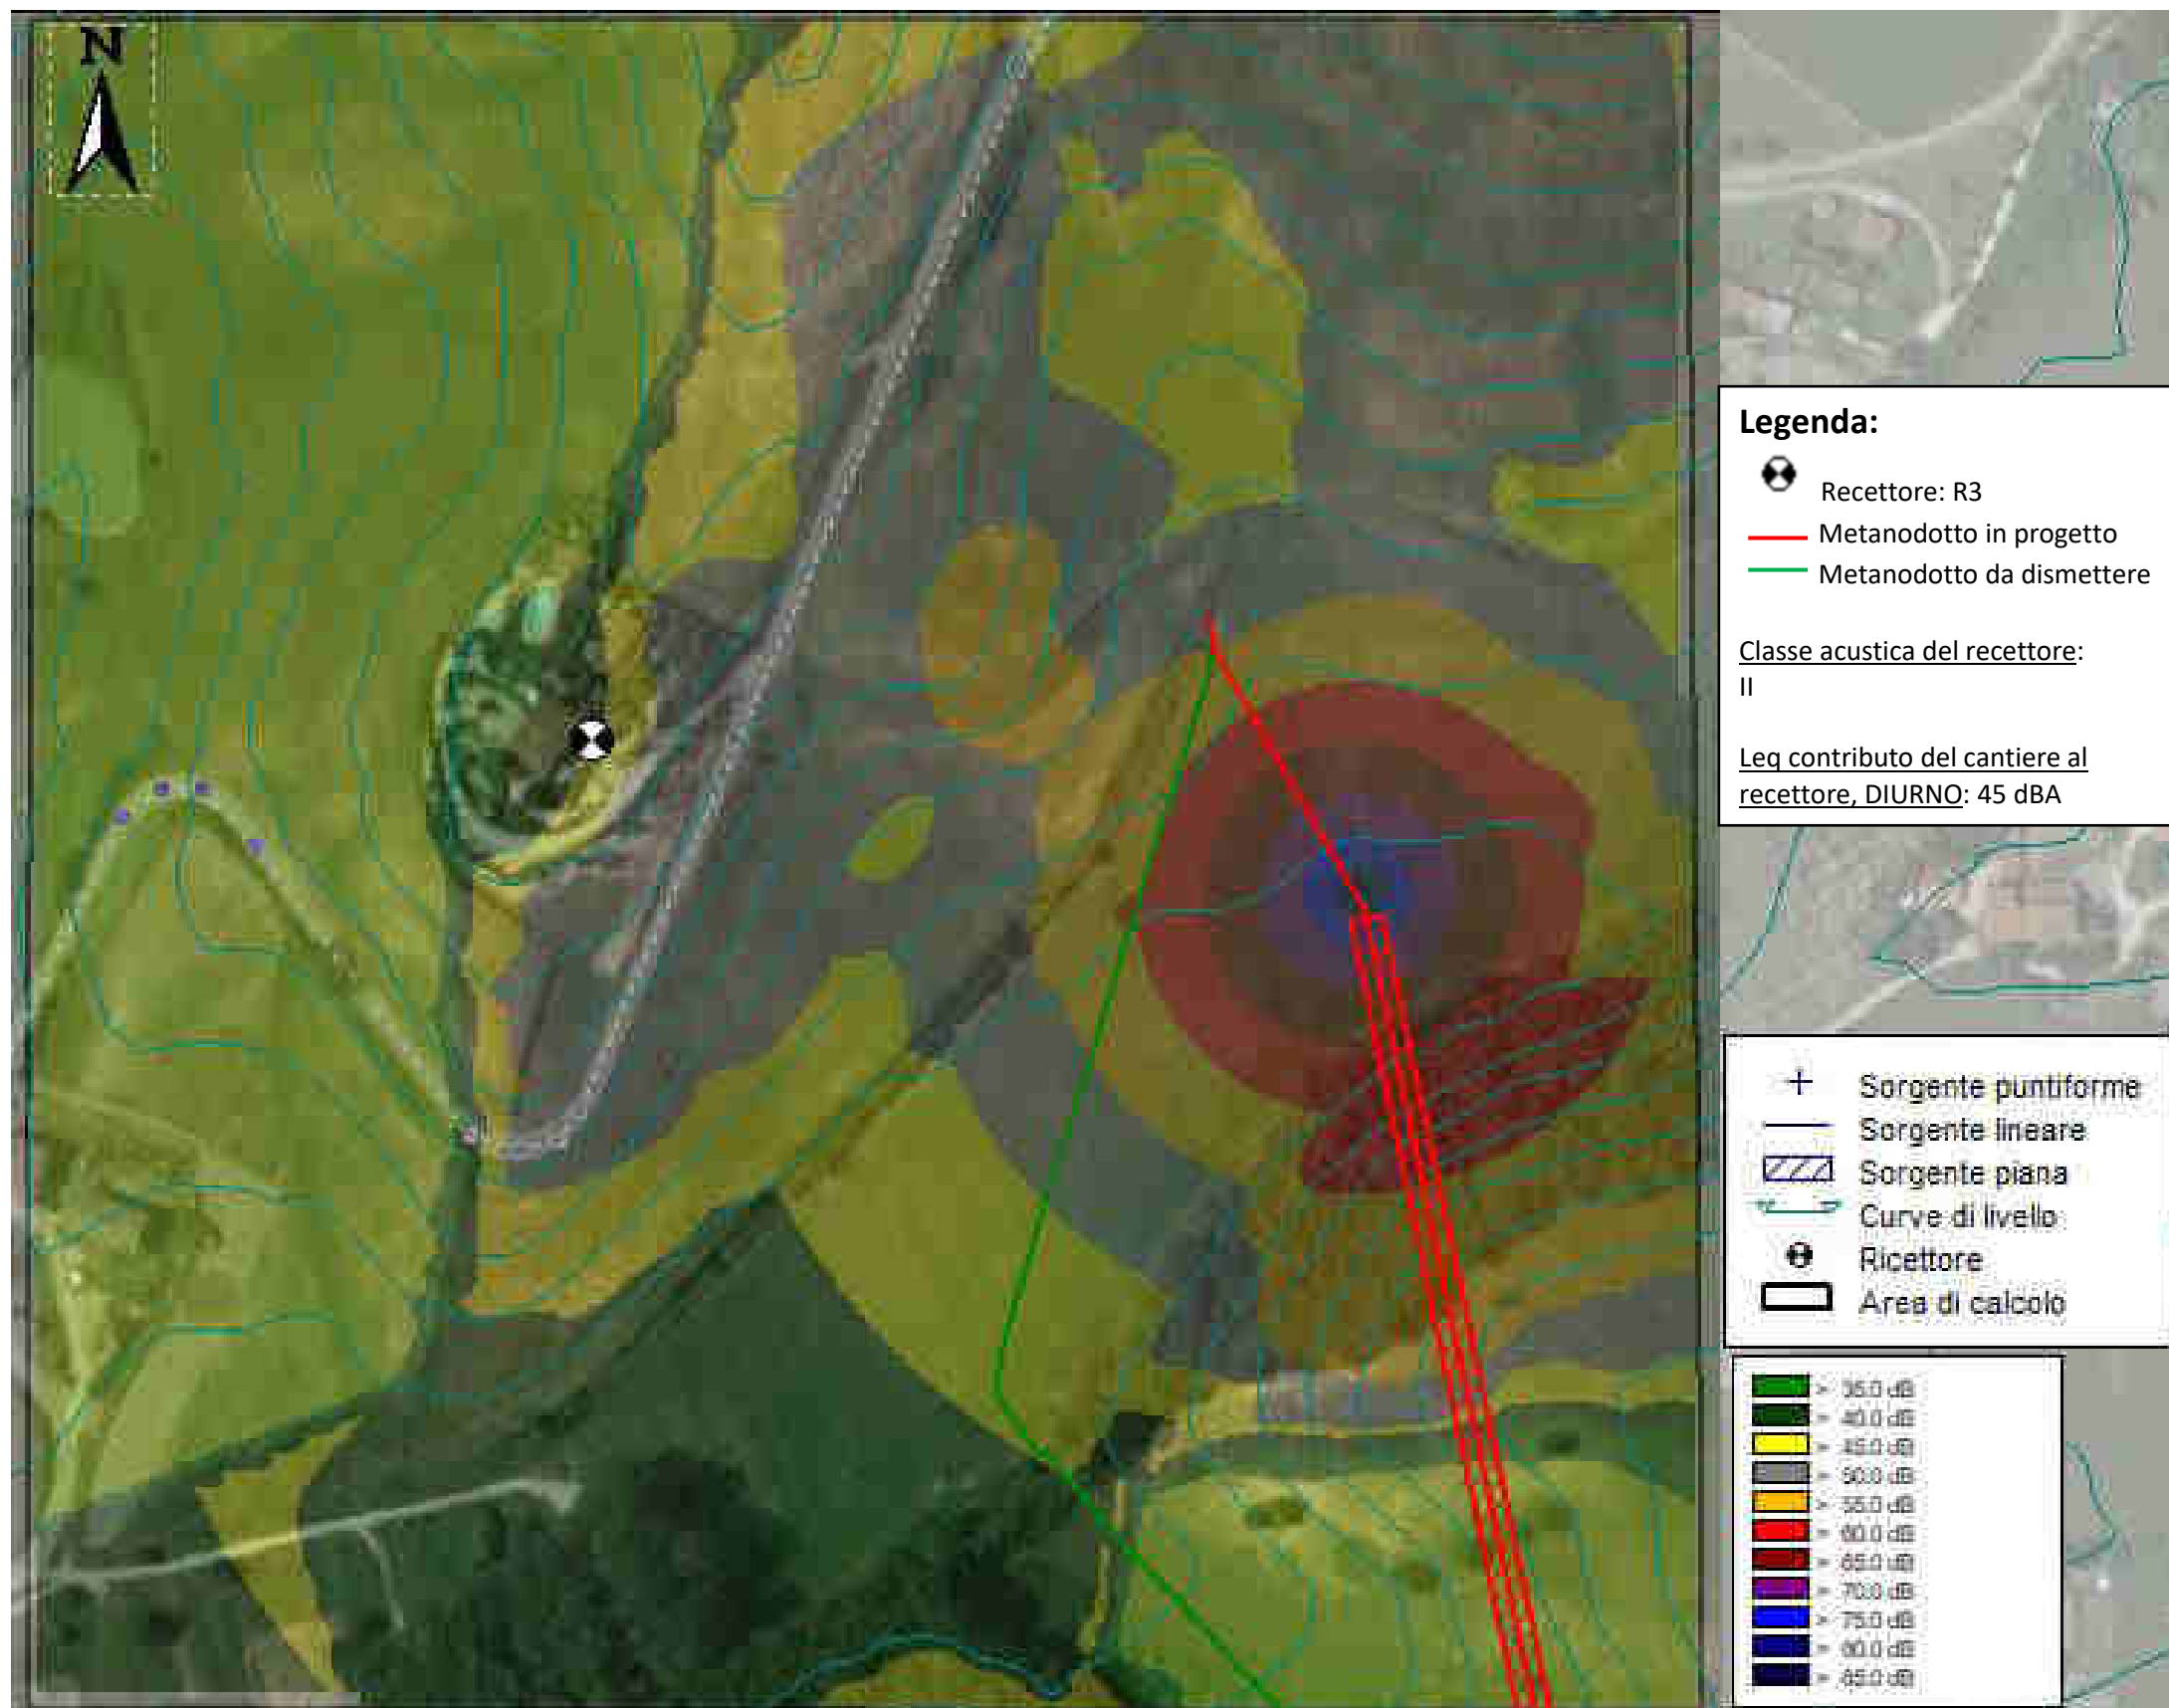 N
Legenda:
Recettore: R3
Metanodotto in progetto
Metanodotto da dismettere
Classe acustica del recettore:
II
Leq contributo del cantiere al
recettore, DIURNO: 45 dBA
Sorgente puntiforme
Sorgente lineare
Sorgente piana
Curve di livello
Ricettore
Area di calcolo
> 35.0 dB
> 40.0 dB
> 45.0 dB
> 50.0 dB
> 55.0 dB
> 60.0 dB
> 65.0 dB
> 70.0 dB
> 75.0 dB
> 80.0 dB
> 85.0 dB